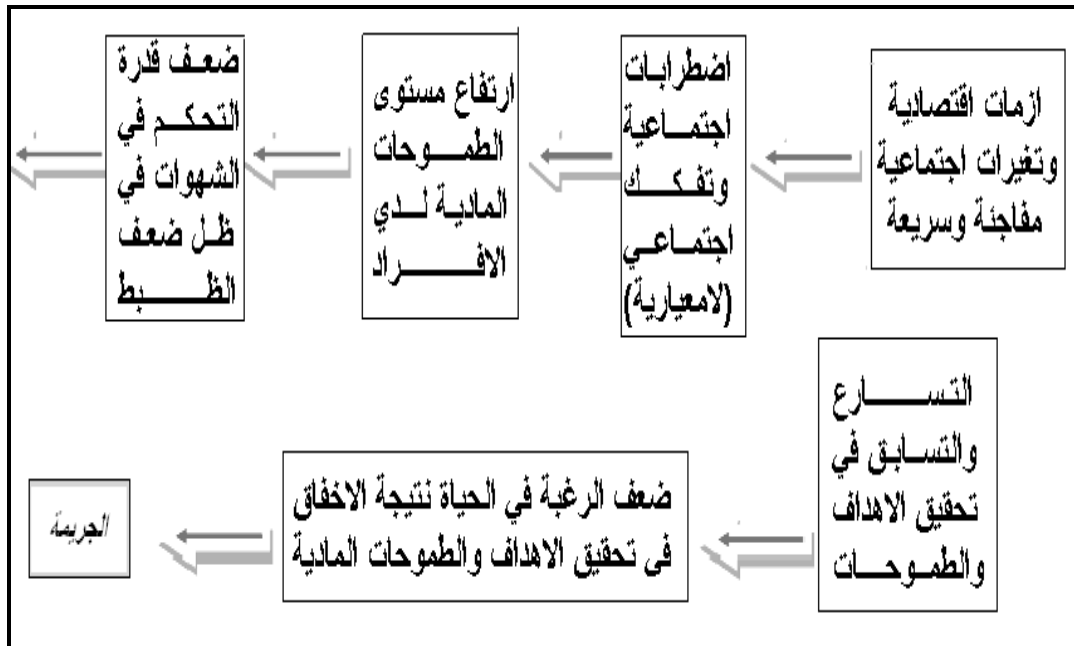 ازمات اقتصادية
وتغيرات اجتماعية
مفاجئة وسريعة
اضطرابات
اجتماعية
وتفكك
اجتماعي
(لامعيارية)
ارتفاع مستوى
الطموحات
المادية لدي
الافراد
ضعف قدرة
التحكم في
الشهوات في
ظل ضعف
الظبط
التسارع
والتسابق في
تحقيق الاهداف
والطموحات
ضعف الرغبة في الحياة نتيجة الاخفاق
فى تحقيق الاهداف والطموحات المادية
الجريمة